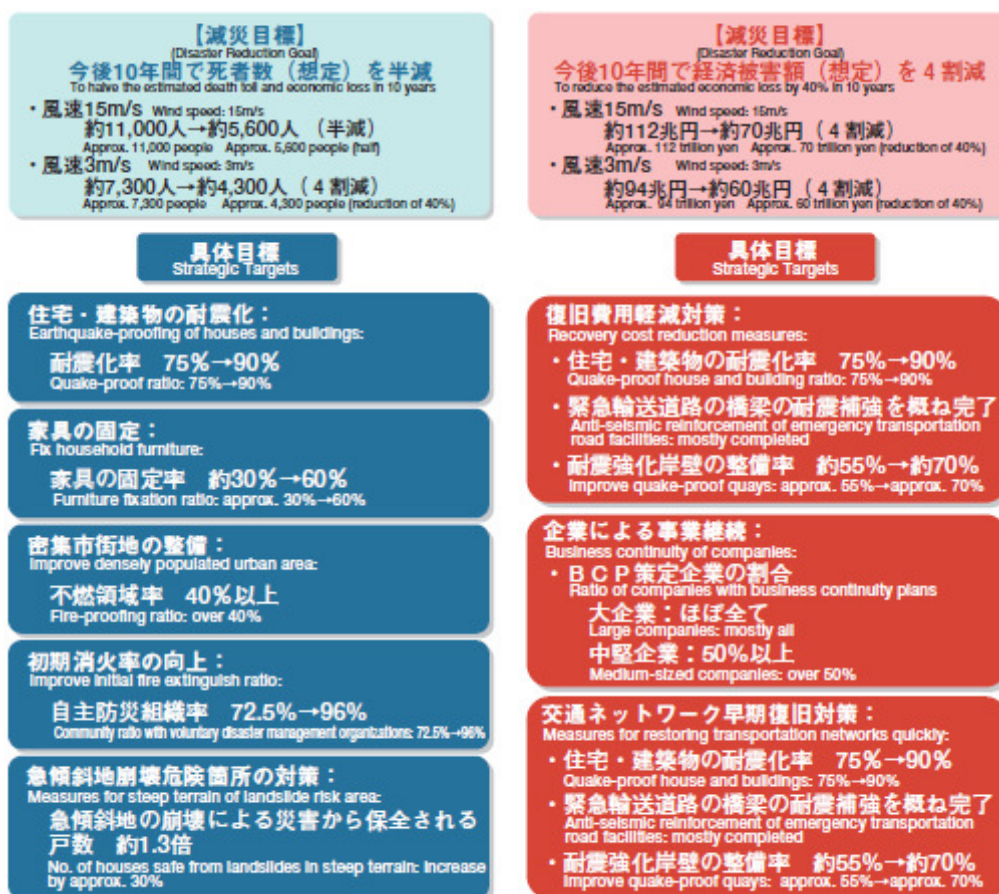 【減災目標】
(Disaster Reduction Goal)
今後10年間で死者数（想定）を半減
To halve the estimated death toll and economic loss in 10 years
・風速15m/s Wind speed: 15m/s
約11,000人→約5,600人 （半減）
Approx. 11,000 people Approx. 5,600 people (half)
・風速3m/s Wind speed: 3m/s
約7,300人→約4,300人（４割減）
Approx. 7,300 people Approx. 4,300 people (reduction of 40%)
具体目標
Strategic Targets
住宅・建築物の耐震化：
Earthquake-proofing of houses and buildings:
耐震化率 75%→90%
Quake-proof ratio: 75%→90%
家具の固定：
Fix household furniture:
家具の固定率 約30%→60%
Furniture fixation ratio: approx. 30%→60%
密集市街地の整備：
Improve densely populated urban area:
不燃領域率 40%以上
Fire-proofing ratio: over 40%
初期消火率の向上：
Improve initial fire extinguish ratio:
自主防災組織率 72.5%→96%
Community ratio with voluntary disaster management organizations: 72.5%→96%
急傾斜地崩壊危険箇所の対策：
Measures for steep terrain of landslide risk area:
急傾斜地の崩壊による災害から保全される
戸数 約1.3倍
No. of houses safe from landslides in steep terrain: increase
by approx. 30%
【減災目標】
(Disaster Reduction Goal)
今後10年間で経済被害額（想定）を４割減
To reduce the estimated economic loss by 40% in 10 years
・風速15m/s Wind speed: 15m/s
約112兆円→約70兆円（４割減）
Approx. 112 trillion yen Approx. 70 trillion yen (reduction of 40%)
・風速3m/s Wind speed: 3m/s
約94兆円→約60兆円（４割減）
Approx. 94 trillion yen Approx. 60 trillion yen (reduction of 40%)
具体目標
Strategic Targets
復旧費用軽減対策：
Recovery cost reduction measures:
・住宅・建築物の耐震化率 75%→90%
Quake-proof house and building ratio: 75%→90%
・緊急輸送道路の橋梁の耐震補強を概ね完了
Anti-seismic reinforcement of emergency transportation
road facilities: mostly completed
・耐震強化岸壁の整備率 約55%→約70%
Improve quake-proof quays: approx. 55%→approx. 70%
企業による事業継続：
Business continuity of companies:
・ＢＣＰ策定企業の割合
Ratio of companies with business continuity plans
大企業：ほぼ全て
Large companies: mostly all
中堅企業：50%以上
Medium-sized companies: over 50%
交通ネットワーク早期復旧対策：
Measures for restoring transportation networks quickly:
・住宅・建築物の耐震化率 75%→90%
Quake-proof house and buildings: 75%→90%
・緊急輸送道路の橋梁の耐震補強を概ね完了
Anti-seismic reinforcement of emergency transportation
road facilities: mostly completed
・耐震強化岸壁の整備率 約55%→約70%
Improve quake-proof quays: approx. 55%→approx. 70%